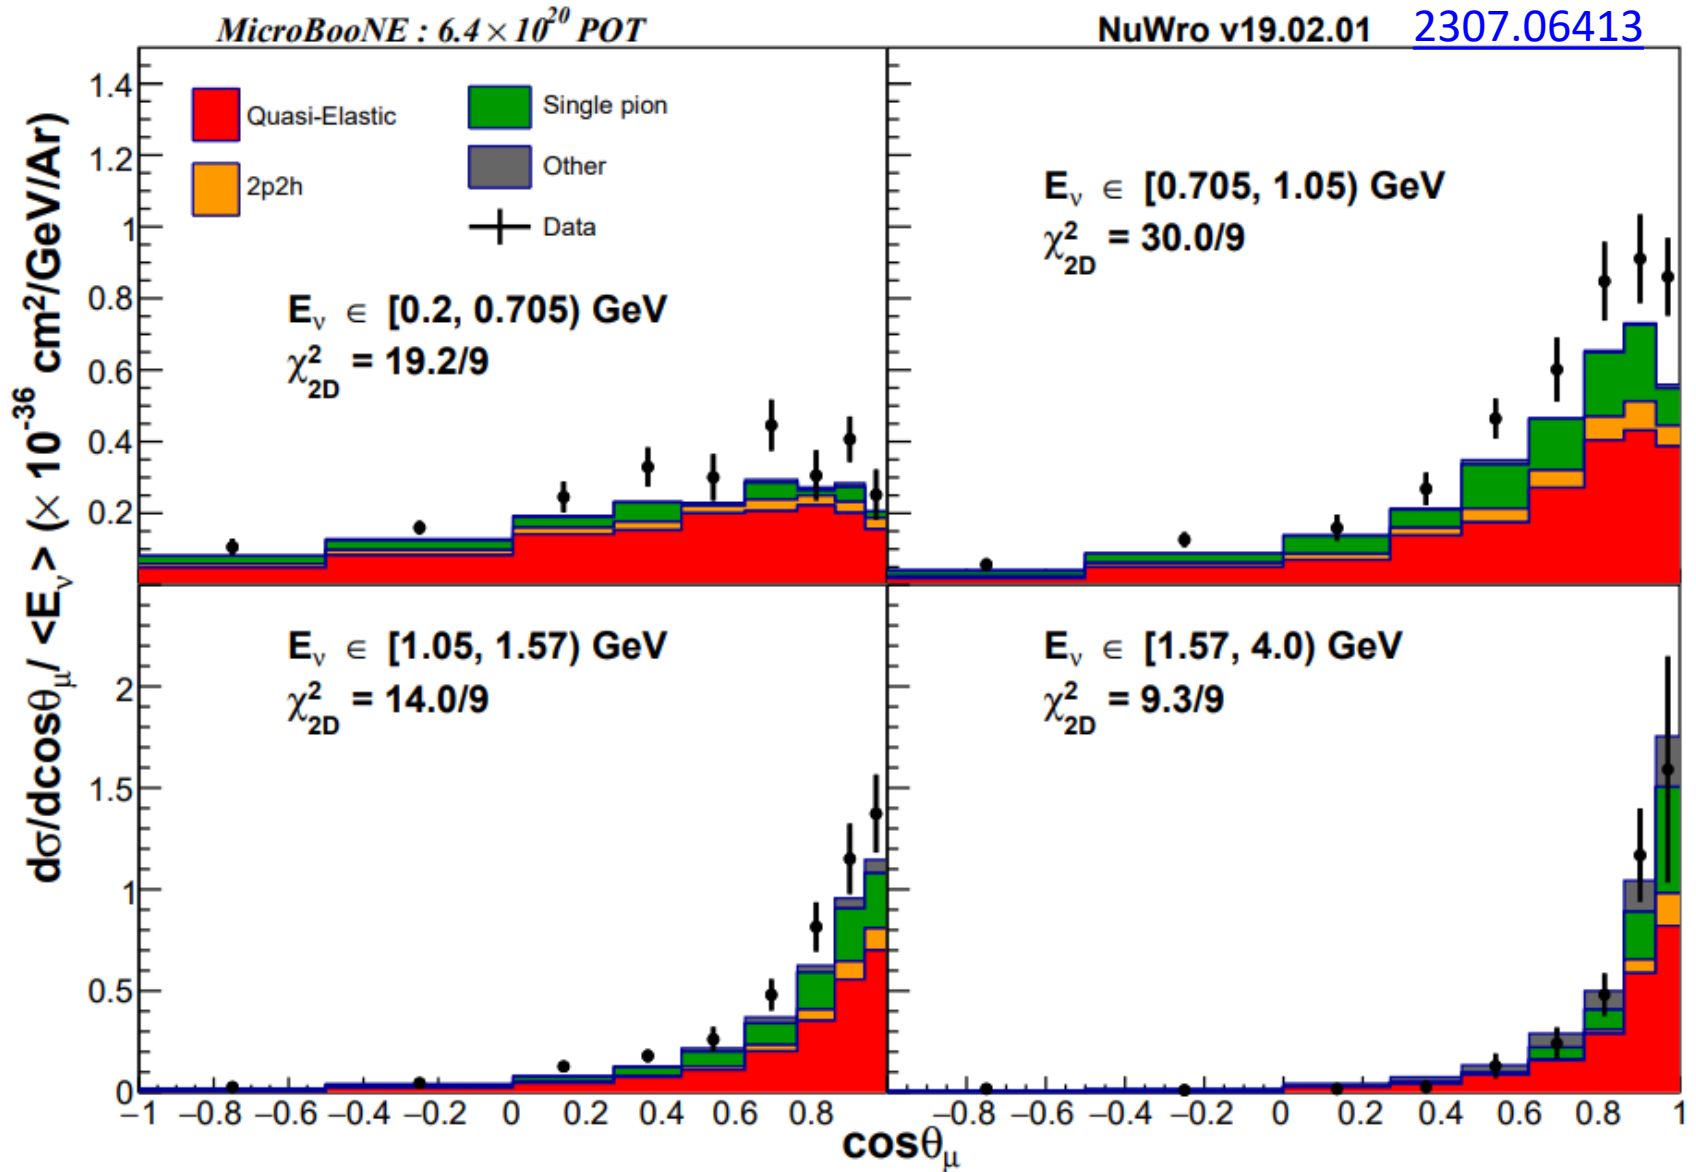 MicroBooNE : 6.4 × 10^20 POT
NuWro v19.02.01
2307.06413
dσ/dcosθ_μ/ <E_ν> (× 10^-36 cm^2/GeV/Ar)
Quasi-Elastic
2p2h
Single pion
Other
Data
E_ν ∈ [0.2, 0.705) GeV
χ^2_2D = 19.2/9
E_ν ∈ [0.705, 1.05) GeV
χ^2_2D = 30.0/9
1.4
1.2
1
0.8
0.6
0.4
0.2
E_ν ∈ [1.05, 1.57) GeV
χ^2_2D = 14.0/9
E_ν ∈ [1.57, 4.0) GeV
χ^2_2D = 9.3/9
2
1.5
1
0.5
0
−1 −0.8 −0.6 −0.4 −0.2 0 0.2 0.4 0.6 0.8
−0.8 −0.6 −0.4 −0.2 0 0.2 0.4 0.6 0.8 1
cosθ_μ